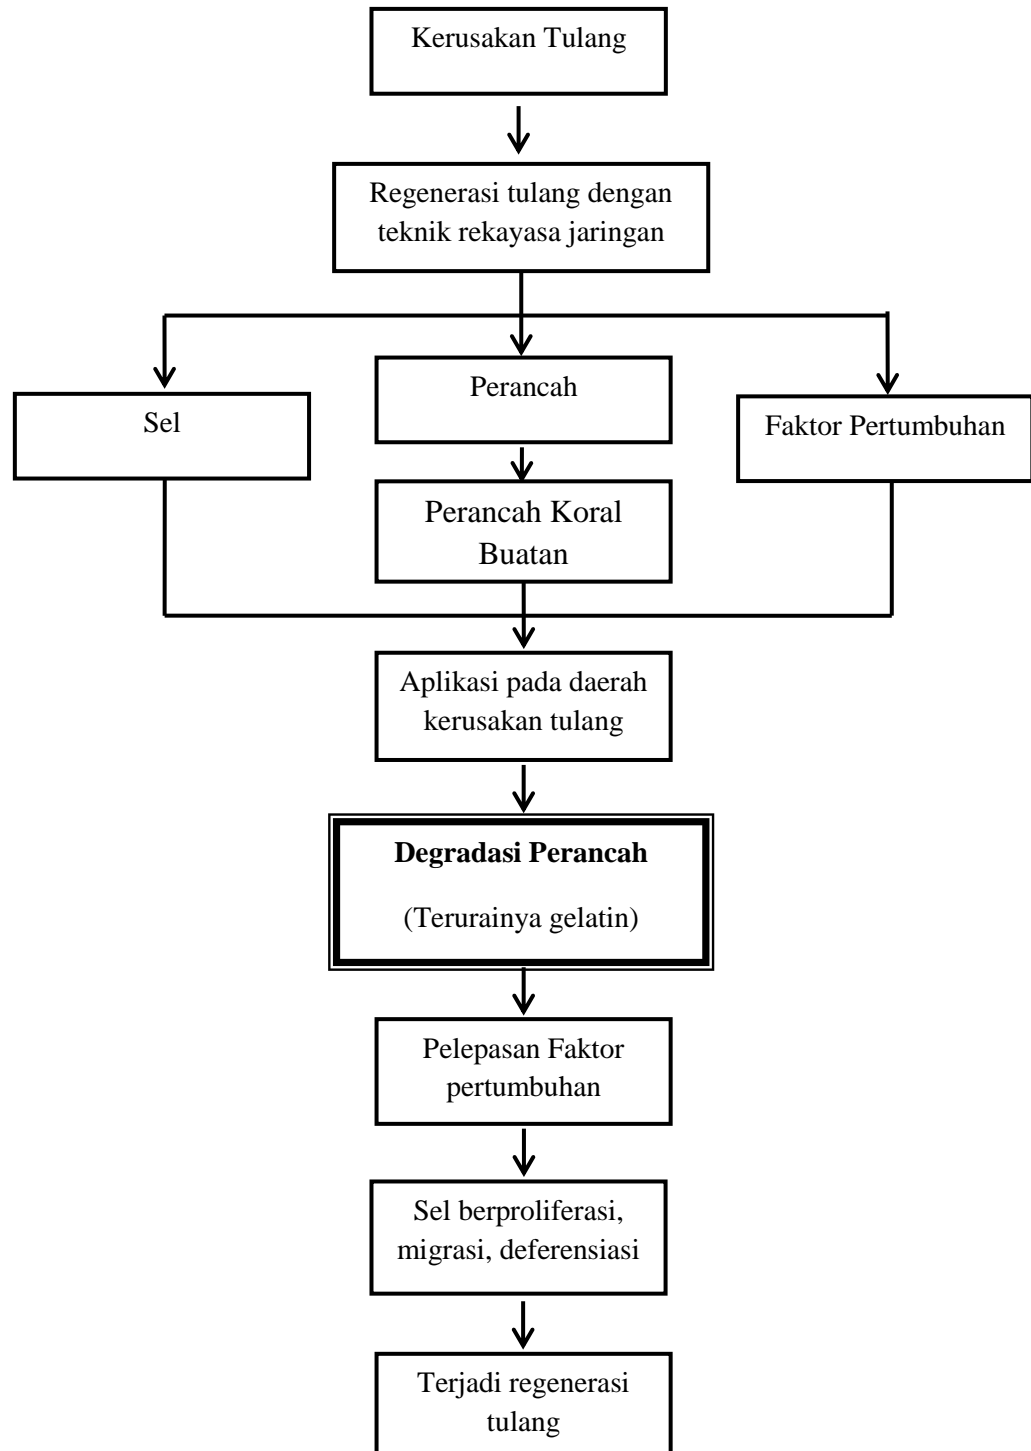 Kerusakan Tulang
Regenerasi tulang dengan
teknik rekayasa jaringan
Perancah
Sel
Faktor Pertumbuhan
Perancah Koral
Buatan
Aplikasi pada daerah
kerusakan tulang
Degradasi Perancah
(Terurainya gelatin)
Pelepasan Faktor
pertumbuhan
Sel berproliferasi,
migrasi, deferensiasi
Terjadi regenerasi
tulang